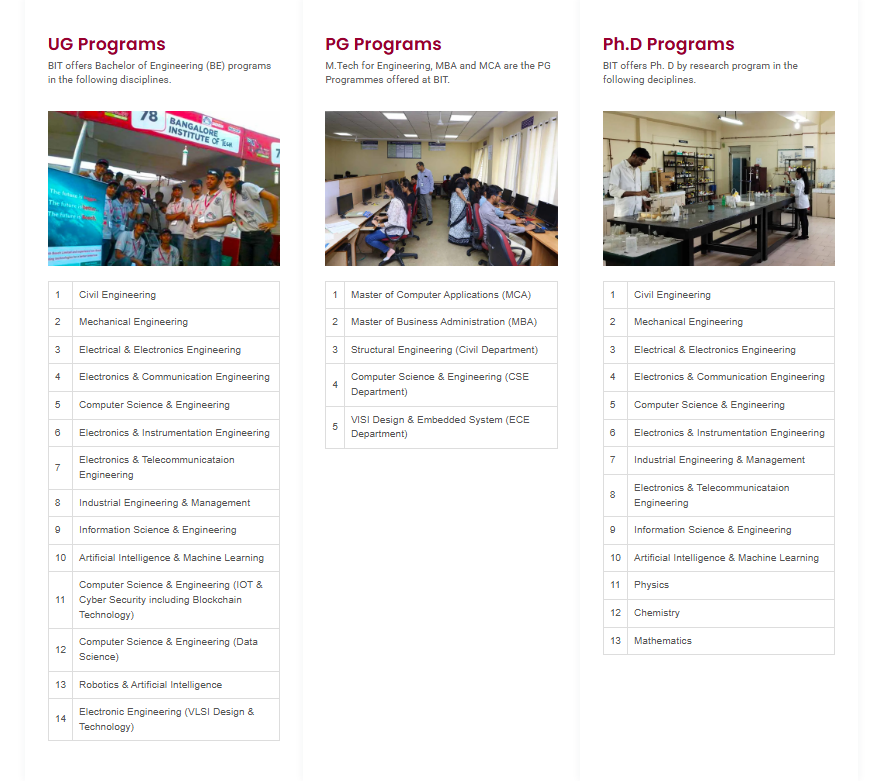 UG Programs
BIT offers Bachelor of Engineering (BE) programs
in the following disciplines.
78
BANGALORE
INSTITUTE OF TECH
The future is
The future is
The future is
1 Civil Engineering
2 Mechanical Engineering
3 Electrical & Electronics Engineering
4 Electronics & Communication Engineering
5 Computer Science & Engineering
6 Electronics & Instrumentation Engineering
7 Electronics & Telecommunicataion
Engineering
8 Industrial Engineering & Management
9 Information Science & Engineering
10 Artificial Intelligence & Machine Learning
11 Computer Science & Engineering (IOT &
Cyber Security including Blockchain
Technology)
12 Computer Science & Engineering (Data
Science)
13 Robotics & Artificial Intelligence
14 Electronic Engineering (VLSI Design &
Technology)
PG Programs
M.Tech for Engineering, MBA and MCA are the PG
Programmes offered at BIT.
1 Master of Computer Applications (MCA)
2 Master of Business Administration (MBA)
3 Structural Engineering (Civil Department)
4 Computer Science & Engineering (CSE
Department)
5 VISI Design & Embedded System (ECE
Department)
Ph.D Programs
BIT offers Ph. D by research program in the
following deciplines.
1 Civil Engineering
2 Mechanical Engineering
3 Electrical & Electronics Engineering
4 Electronics & Communication Engineering
5 Computer Science & Engineering
6 Electronics & Instrumentation Engineering
7 Industrial Engineering & Management
8 Electronics & Telecommunicataion
Engineering
9 Information Science & Engineering
10 Artificial Intelligence & Machine Learning
11 Physics
12 Chemistry
13 Mathematics